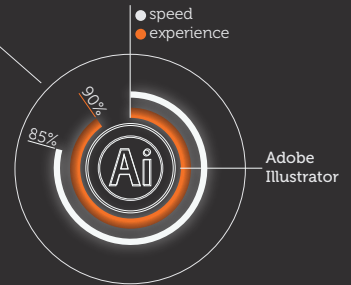 speed
experience
90%
85%
Ai
Adobe
Illustrator